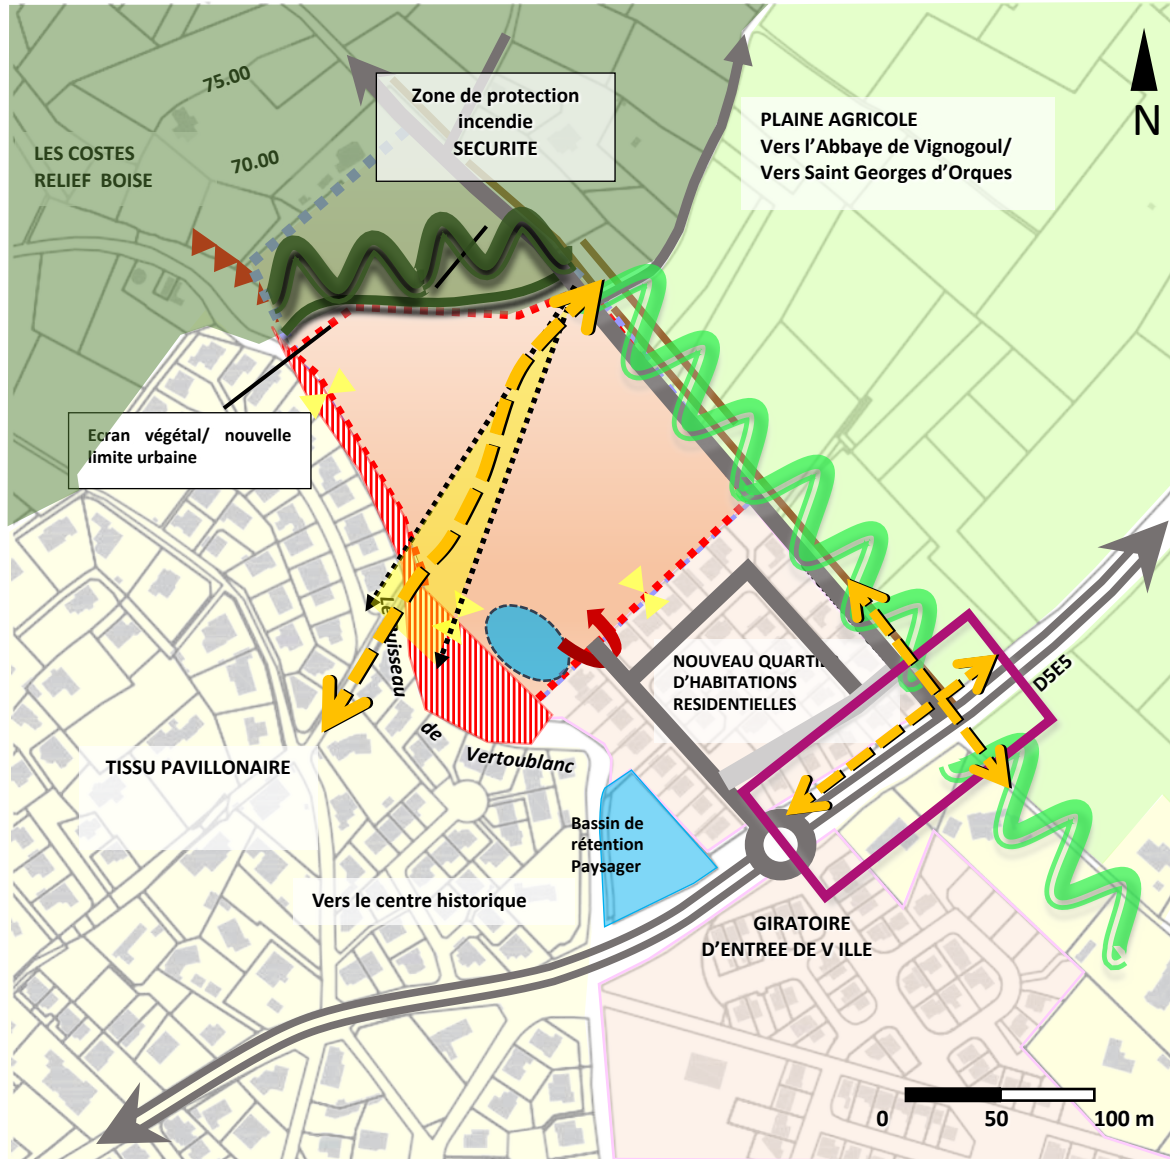 75.00
Zone de protection
incendie
SECURITE
N
PLAINE AGRICOLE
Vers l'Abbaye de Vignogoul/
Vers Saint Georges d'Orques
LES COSTES
RELIEF BOISE
70.00
Ecran végétal/ nouvelle
limite urbaine
de
Vertoublanc
NOUVEAU
D'HABITATIONS
RESIDENTIELLES
D5E5
TISSU PAVILLONAIRE
Bassin de
rétention
Paysager
Vers le centre historique
GIRATOIRE
D'ENTREE DE V ILLE
0 50 100 m